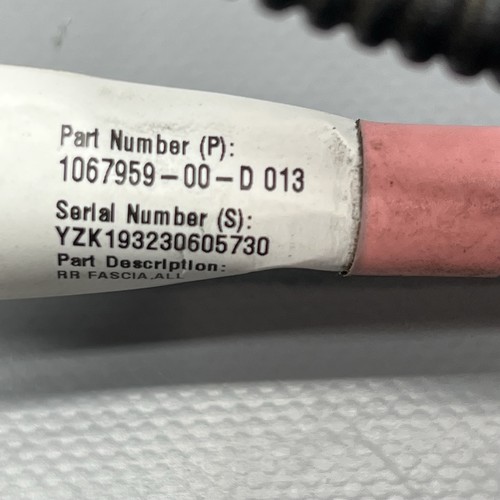 Part Number (P):
1067959-00-D 013
Serial Number (S):
YZK193230605730
Part Description:
RR FASCIA,ALL